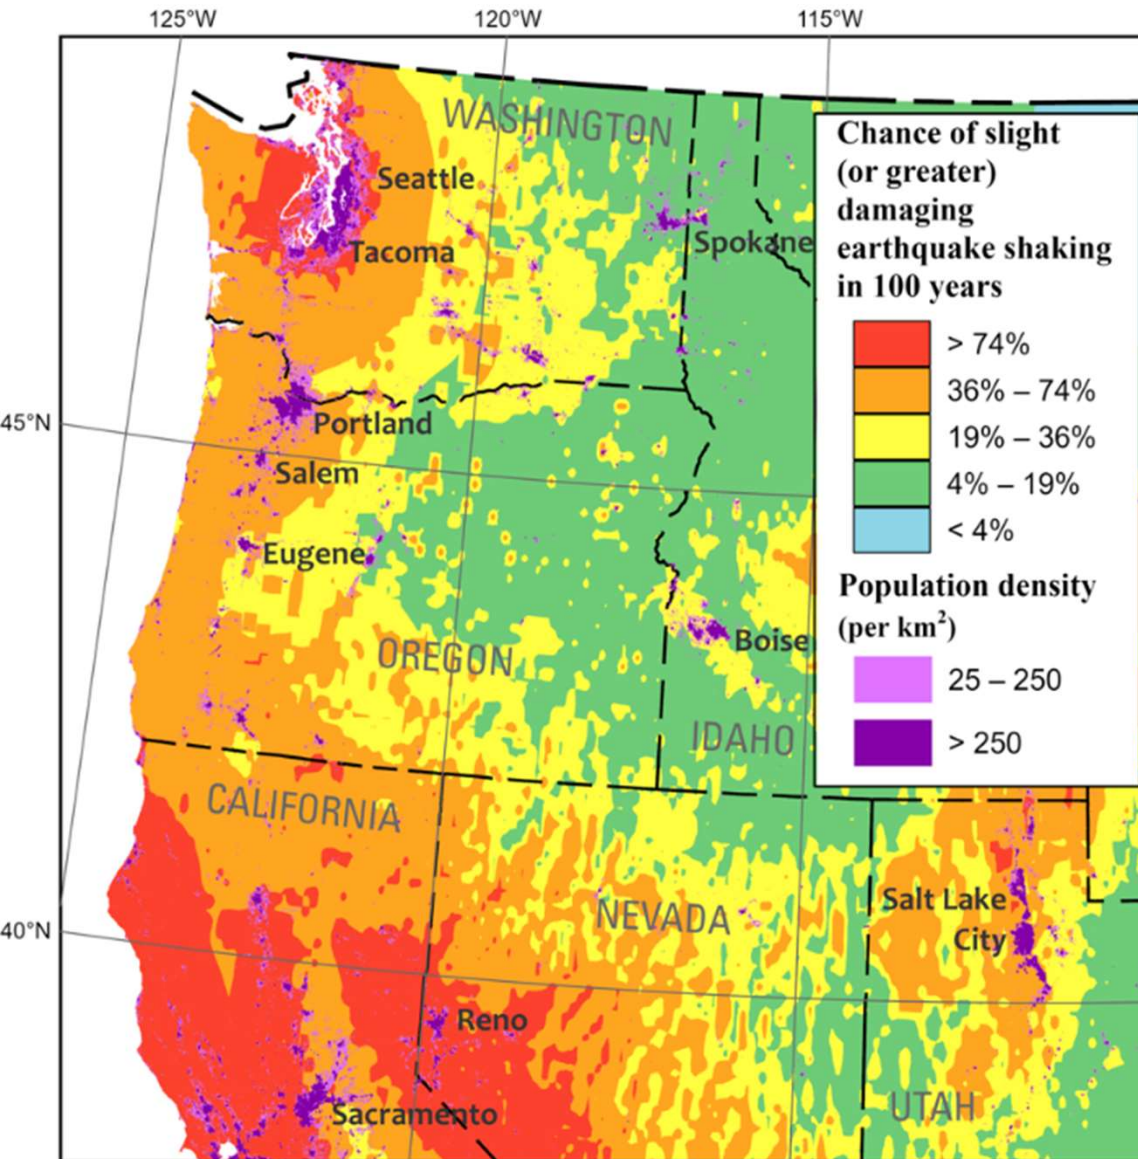 125°W 120°W 115°W
WASHINGTON
Seattle
Tacoma
Spokane
45°N
Portland
Salem
Eugene
OREGON
Boise
IDAHO
CALIFORNIA
NEVADA
Salt Lake
City
40°N
Reno
Sacramento
UTAH
Chance of slight
(or greater)
damaging
earthquake shaking
in 100 years
> 74%
36% – 74%
19% – 36%
4% – 19%
< 4%
Population density
(per km²)
25 – 250
> 250